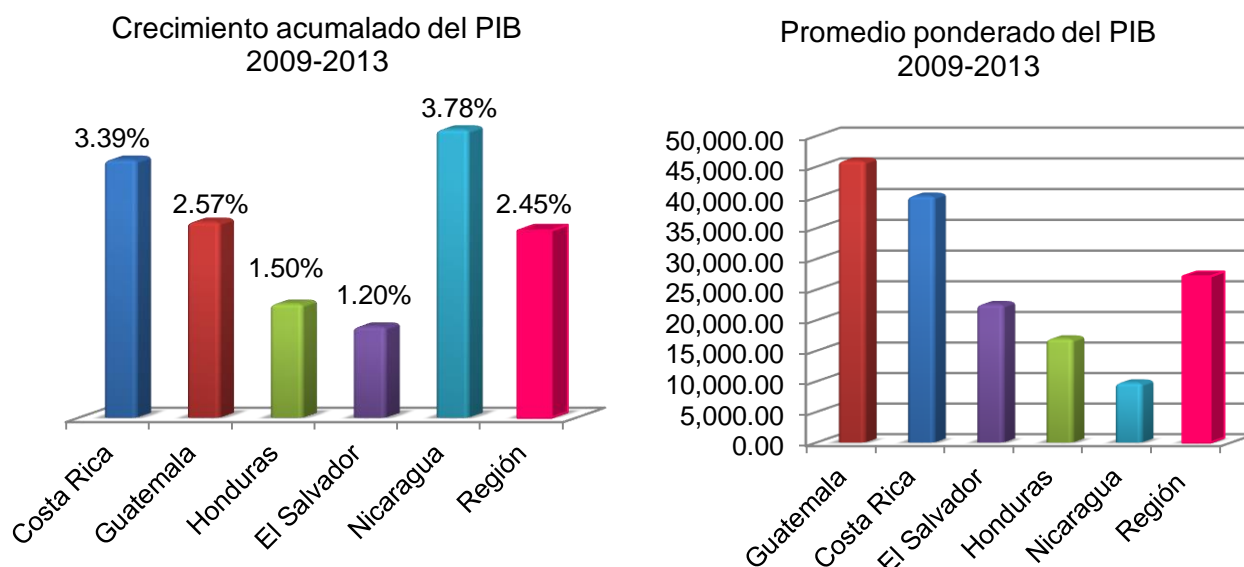 Crecimiento acumalado del PIB
2009-2013
3.39%
2.57%
1.50%
1.20%
3.78%
2.45%
Costa Rica
Guatemala
Honduras
El Salvador
Nicaragua
Región
Promedio ponderado del PIB
2009-2013
50,000.00
45,000.00
40,000.00
35,000.00
30,000.00
25,000.00
20,000.00
15,000.00
10,000.00
5,000.00
0.00
Guatemala
Costa Rica
El Salvador
Honduras
Nicaragua
Región